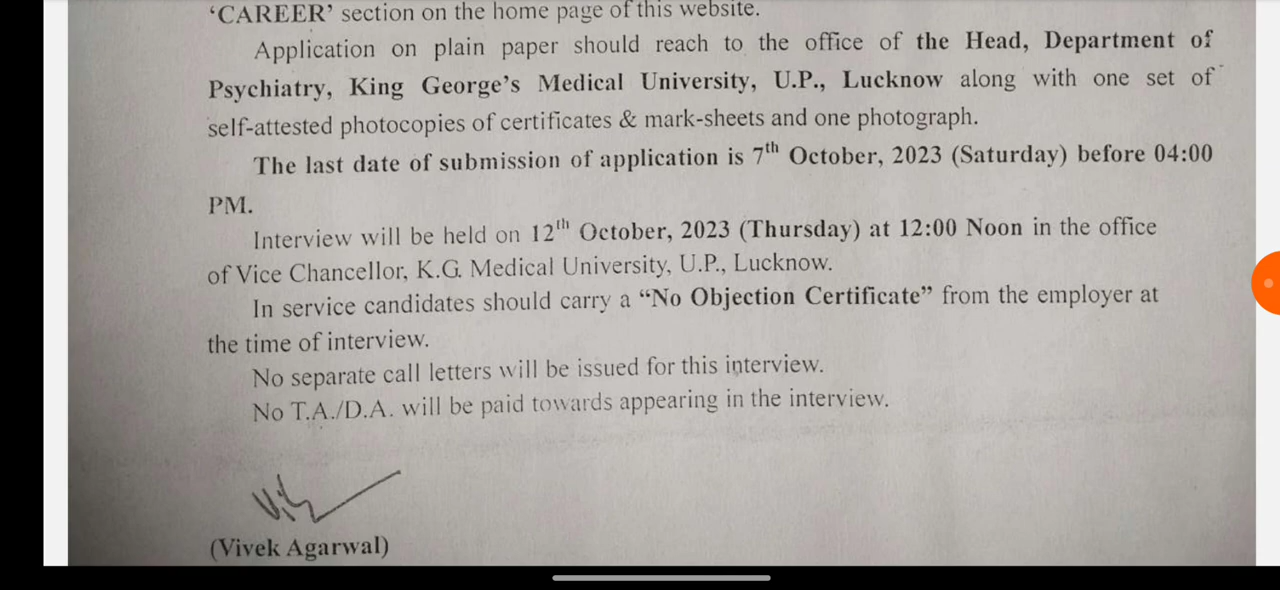 ‘CAREER’ section on the home page of this website.
Application on plain paper should reach to the office of the Head, Department of
Psychiatry, King George’s Medical University, U.P., Lucknow along with one set of
self-attested photocopies of certificates & mark-sheets and one photograph.
The last date of submission of application is 7th October, 2023 (Saturday) before 04:00
PM.
Interview will be held on 12th October, 2023 (Thursday) at 12:00 Noon in the office
of Vice Chancellor, K.G. Medical University, U.P., Lucknow.
In service candidates should carry a “No Objection Certificate” from the employer at
the time of interview.
No separate call letters will be issued for this interview.
No T.A./D.A. will be paid towards appearing in the interview.
(Vivek Agarwal)